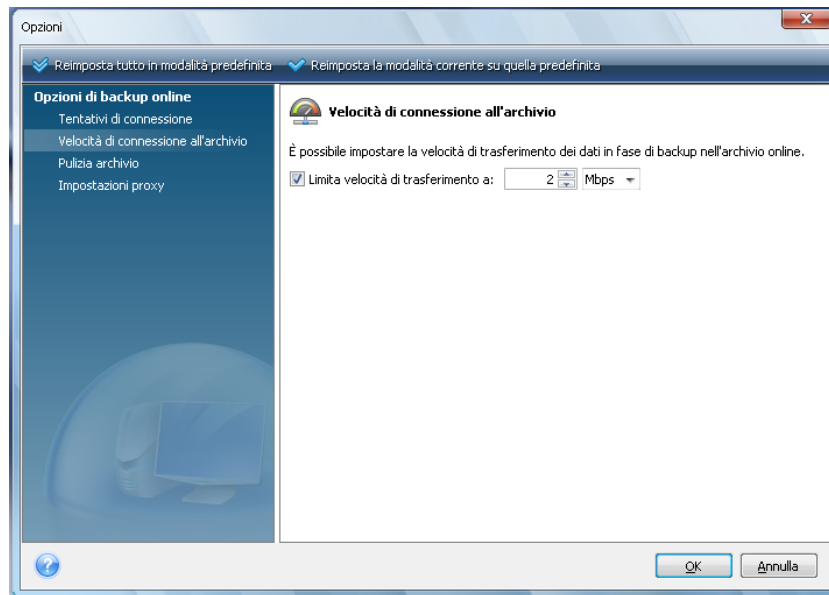 Opzioni
Reimposta tutto in modalità predefinita
Reimposta la modalità corrente su quella predefinita
Opzioni di backup online
Tentativi di connessione
Velocità di connessione all'archivio
Pulizia archivio
Impostazioni proxy
Velocità di connessione all'archivio
È possibile impostare la velocità di trasferimento dei dati in fase di backup nell'archivio online.
Limita velocità di trasferimento a: 2 Mbps
OK Annulla